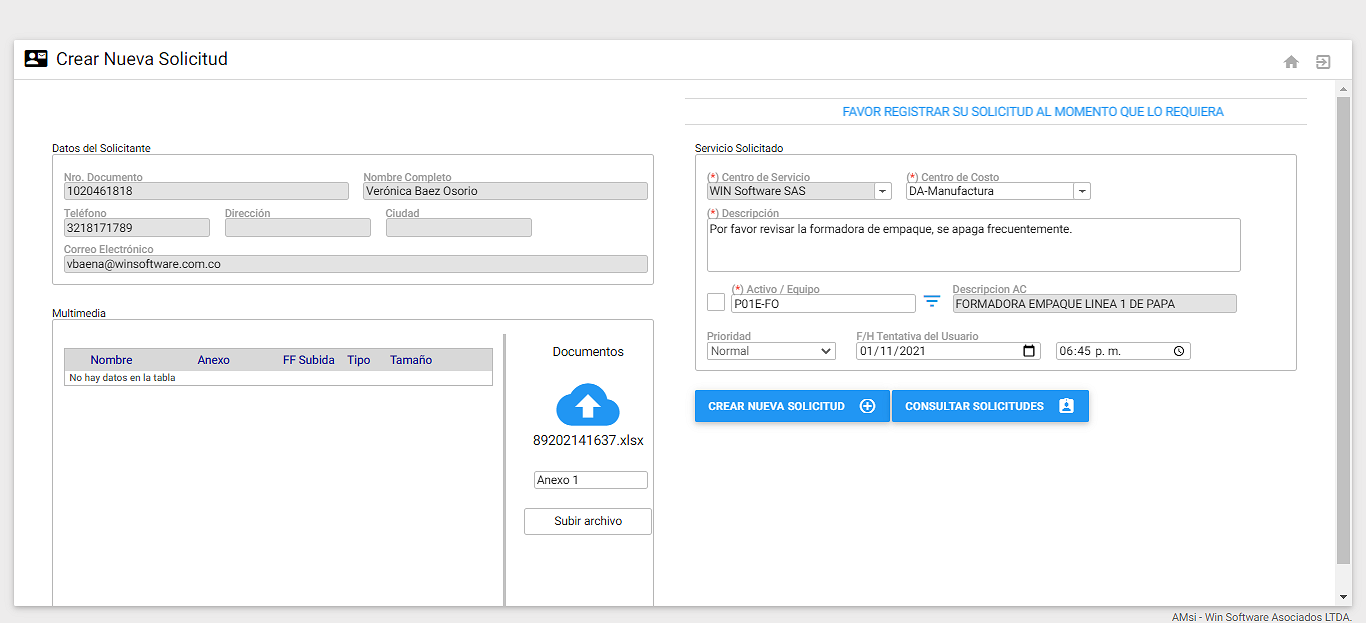 Crear Nueva Solicitud
FAVOR REGISTRAR SU SOLICITUD AL MOMENTO QUE LO REQUIERA
Datos del Solicitante
Nro. Documento Nombre Completo
1020461818 Verónica Baez Osorio
Teléfono Dirección Ciudad
3218171789
Correo Electrónico
vbaena@winsoftware.com.co
Multimedia
Nombre Anexo FF Subida Tipo Tamaño
No hay datos en la tabla
Documentos
89202141637.xlsx
Anexo 1
Subir archivo
Servicio Solicitado
(*) Centro de Servicio (*) Centro de Costo
WIN Software SAS DA-Manufactura
(*) Descripción
Por favor revisar la formadora de empaque, se apaga frecuentemente.
(*) Activo / Equipo Descripcion AC
P01E-FO FORMADORA EMPAQUE LINEA 1 DE PAPA
Prioridad F/H Tentativa del Usuario
Normal 01/11/2021 06:45 p. m.
CREAR NUEVA SOLICITUD CONSULTAR SOLICITUDES
AMsi - Win Software Asociados LTDA.